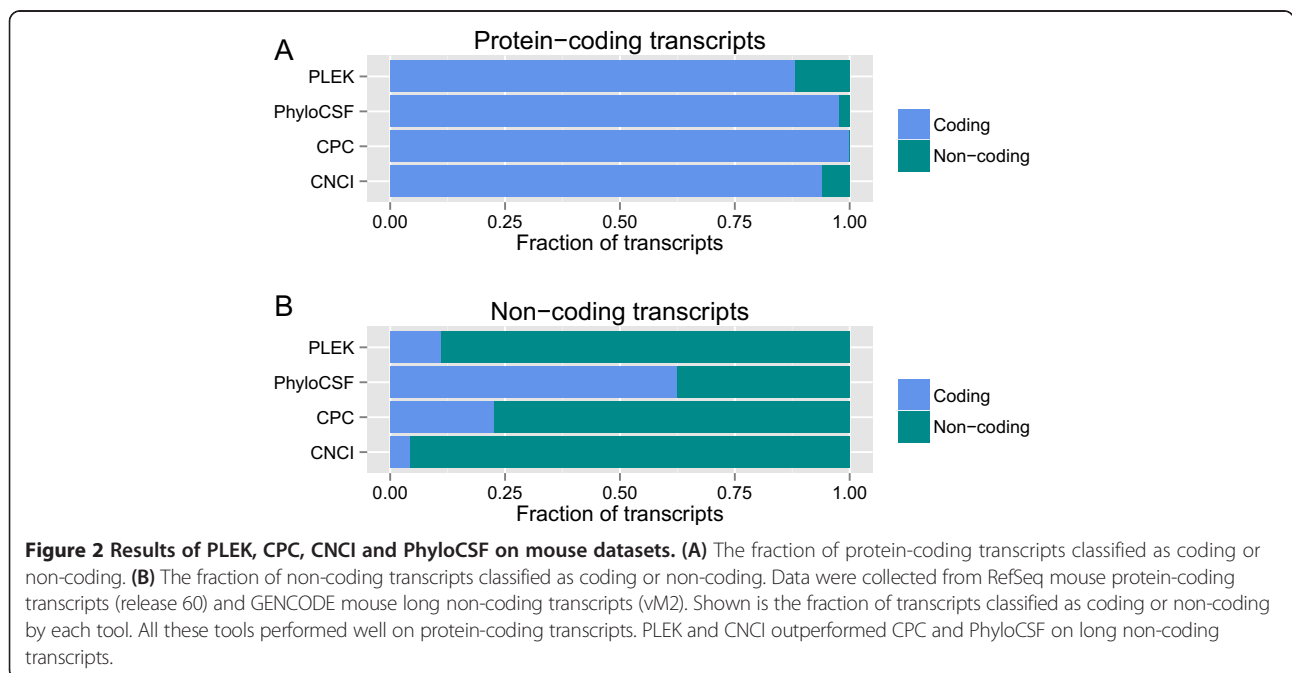 A
Protein−coding transcripts
PLEK
PhyloCSF
CPC
CNCI
0.00 0.25 0.50 0.75 1.00
Fraction of transcripts
Coding
Non−coding
B
Non−coding transcripts
PLEK
PhyloCSF
CPC
CNCI
0.00 0.25 0.50 0.75 1.00
Fraction of transcripts
Coding
Non−coding
Figure 2 Results of PLEK, CPC, CNCI and PhyloCSF on mouse datasets. (A) The fraction of protein-coding transcripts classified as coding or
non-coding. (B) The fraction of non-coding transcripts classified as coding or non-coding. Data were collected from RefSeq mouse protein-coding
transcripts (release 60) and GENCODE mouse long non-coding transcripts (vM2). Shown is the fraction of transcripts classified as coding or non-coding
by each tool. All these tools performed well on protein-coding transcripts. PLEK and CNCI outperformed CPC and PhyloCSF on long non-coding
transcripts.